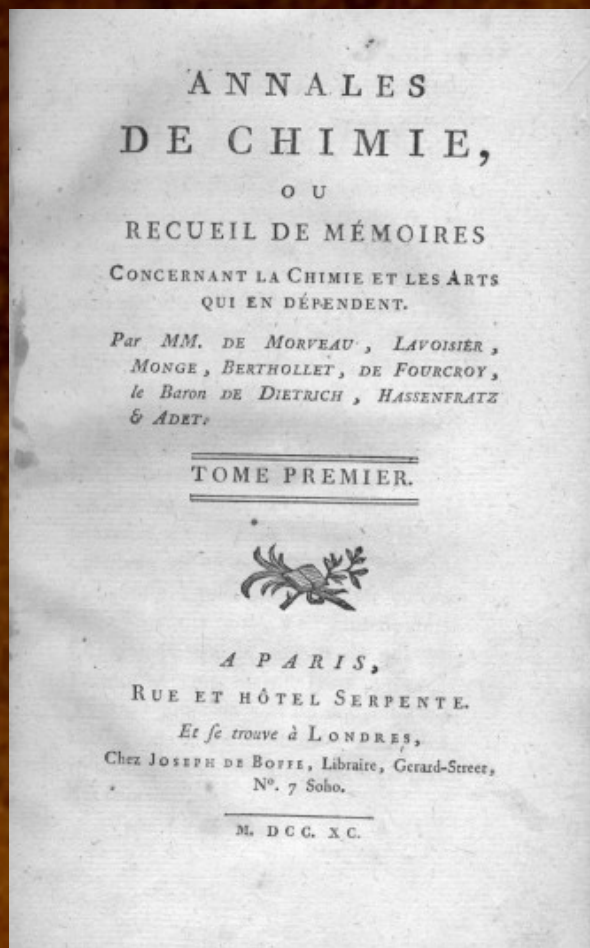 ANNALES
DE CHIMIE,
OU
RECUEIL DE MÉMOIRES
CONCERNANT LA CHIMIE ET LES ARTS
QUI EN DÉPENDENT.
Par MM. DE MORVEAU, LAVOISIER,
MONGE, BERTHOLLET, DE FOURCROY,
le Baron DE DIETRICH, HASSENFRATZ
& ADET.
TOME PREMIER.
A PARIS,
RUE ET HÔTEL SERPENTE.
Et ſe trouve à LONDRES,
Chez JOSEPH DE BOFFE, Libraire, Gerard-Street,
Nº. 7 Soho.
M. DCC. XC.